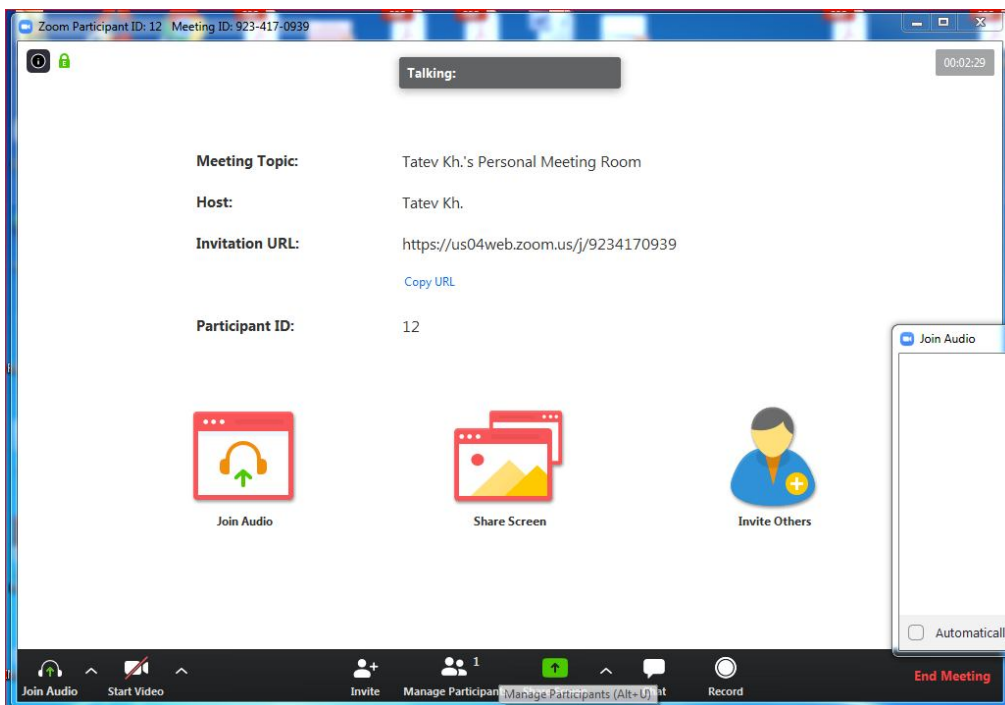 Zoom Participant ID: 12 Meeting ID: 923-417-0939
Talking:
00:02:29
Meeting Topic: Tatev Kh.'s Personal Meeting Room
Host: Tatev Kh.
Invitation URL: https://us04web.zoom.us/j/9234170939
Copy URL
Participant ID: 12
Join Audio
Join Audio Share Screen Invite Others
Automaticall
1
Join Audio Start Video Invite Manage Participan Record End Meeting
Manage Participants (Alt+U)